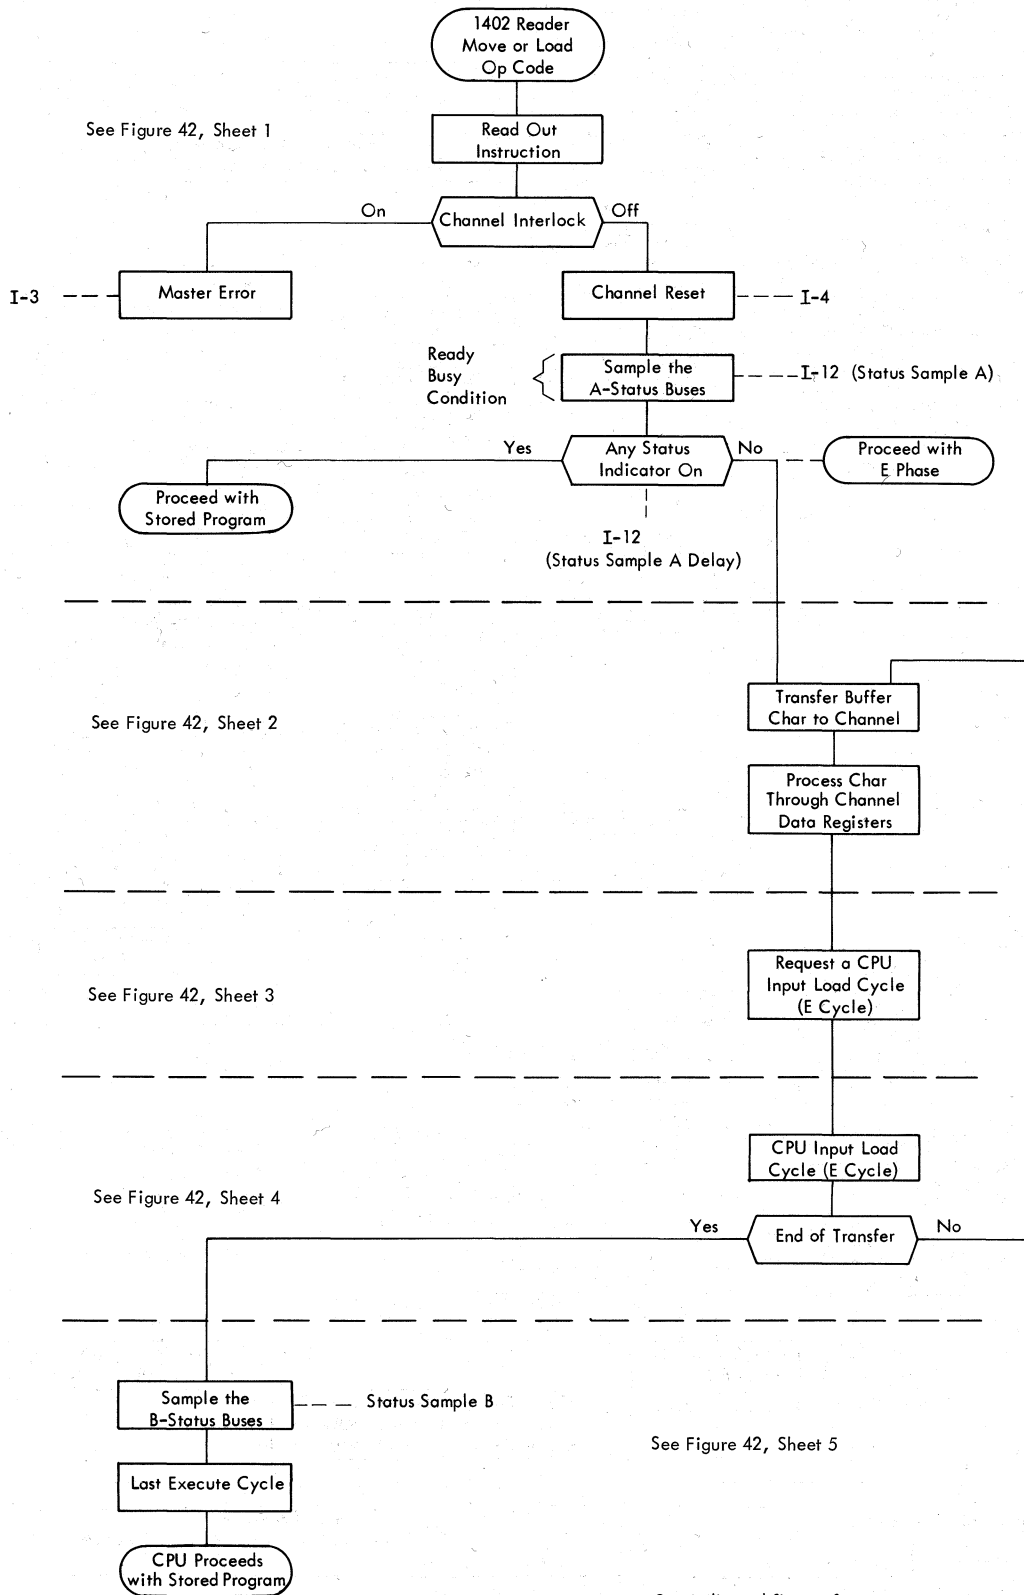 1402 Reader
Move or Load
Op Code
See Figure 42, Sheet 1
Read Out
Instruction
On
Channel Interlock
Off
I-3
Master Error
Channel Reset
I-4
Ready
Busy
Condition
Sample the
A-Status Buses
I-12 (Status Sample A)
Yes
Any Status
Indicator On
No
Proceed with
E Phase
Proceed with
Stored Program
I-12
(Status Sample A Delay)
Transfer Buffer
Char to Channel
See Figure 42, Sheet 2
Process Char
Through Channel
Data Registers
Request a CPU
Input Load Cycle
(E Cycle)
See Figure 42, Sheet 3
CPU Input Load
Cycle (E Cycle)
See Figure 42, Sheet 4
Yes
End of Transfer
No
Sample the
B-Status Buses
Status Sample B
See Figure 42, Sheet 5
Last Execute Cycle
CPU Proceeds
with Stored Program